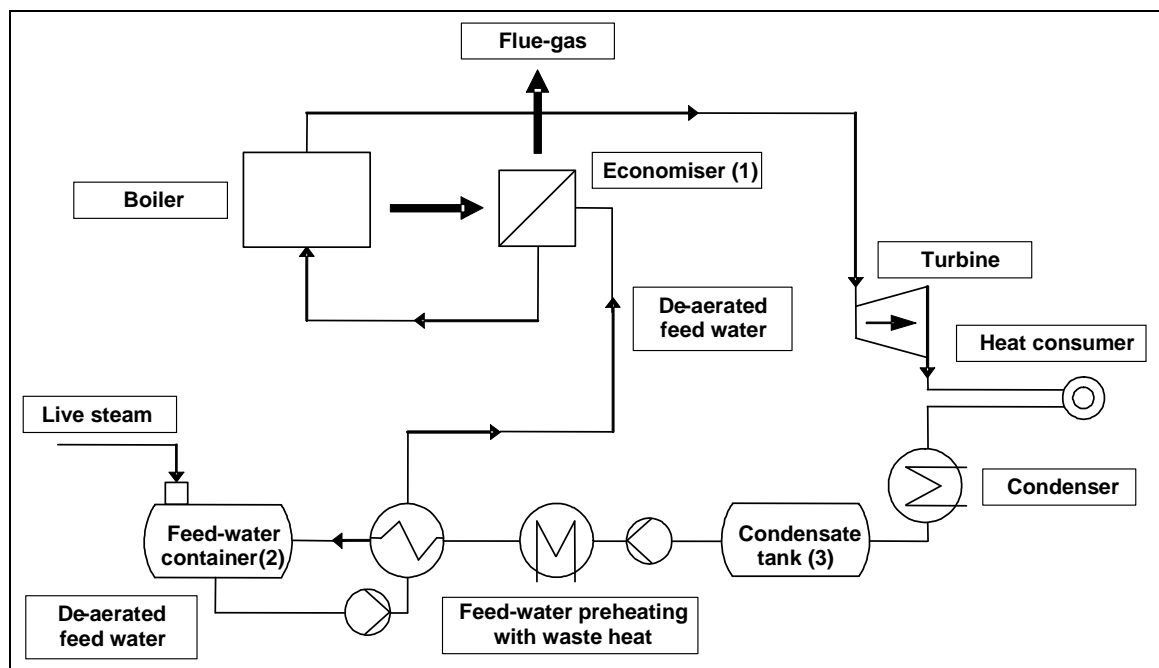 Flue-gas
Economiser (1)
Boiler
Turbine
De-aerated
feed water
Heat consumer
Live steam
Condenser
Feed-water
container(2)
Condensate
tank (3)
De-aerated
feed water
Feed-water preheating
with waste heat